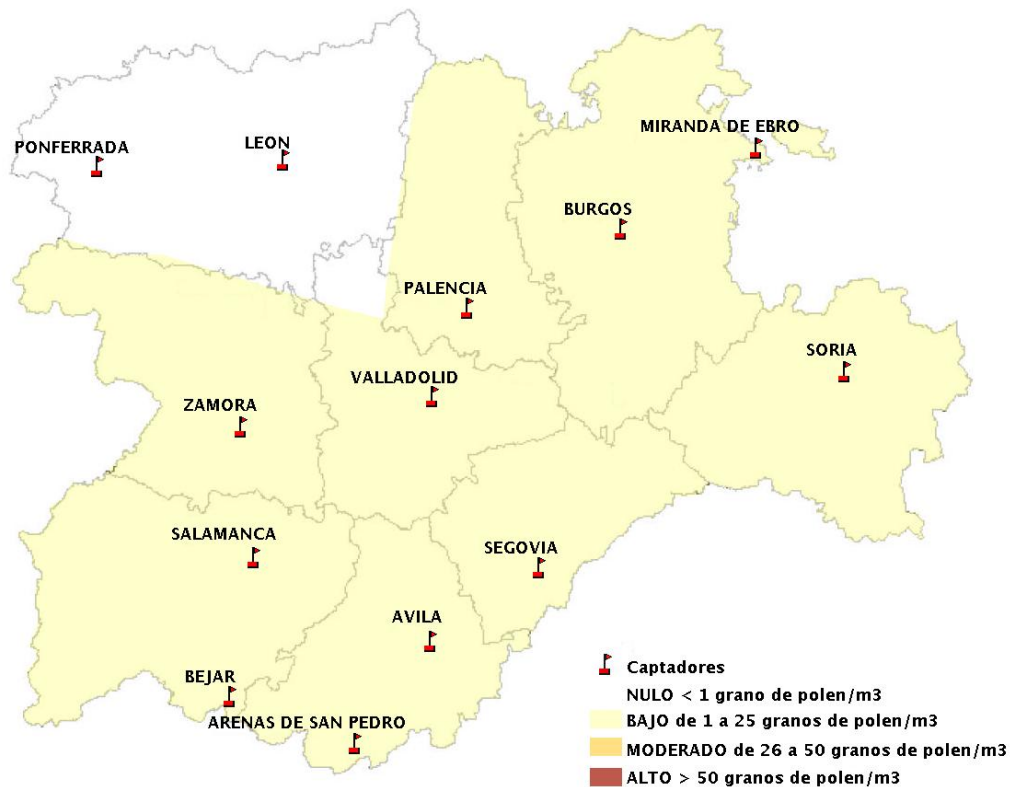 MIRANDA DE EBRO
PONFERRADA
LEON
BURGOS
PALENCIA
SORIA
VALLADOLID
ZAMORA
SALAMANCA
SEGOVIA
AVILA
BEJAR
ARENAS DE SAN PEDRO
Captadores
NULO < 1 grano de polen/m3
BAJO de 1 a 25 granos de polen/m3
MODERADO de 26 a 50 granos de polen/m3
ALTO > 50 granos de polen/m3